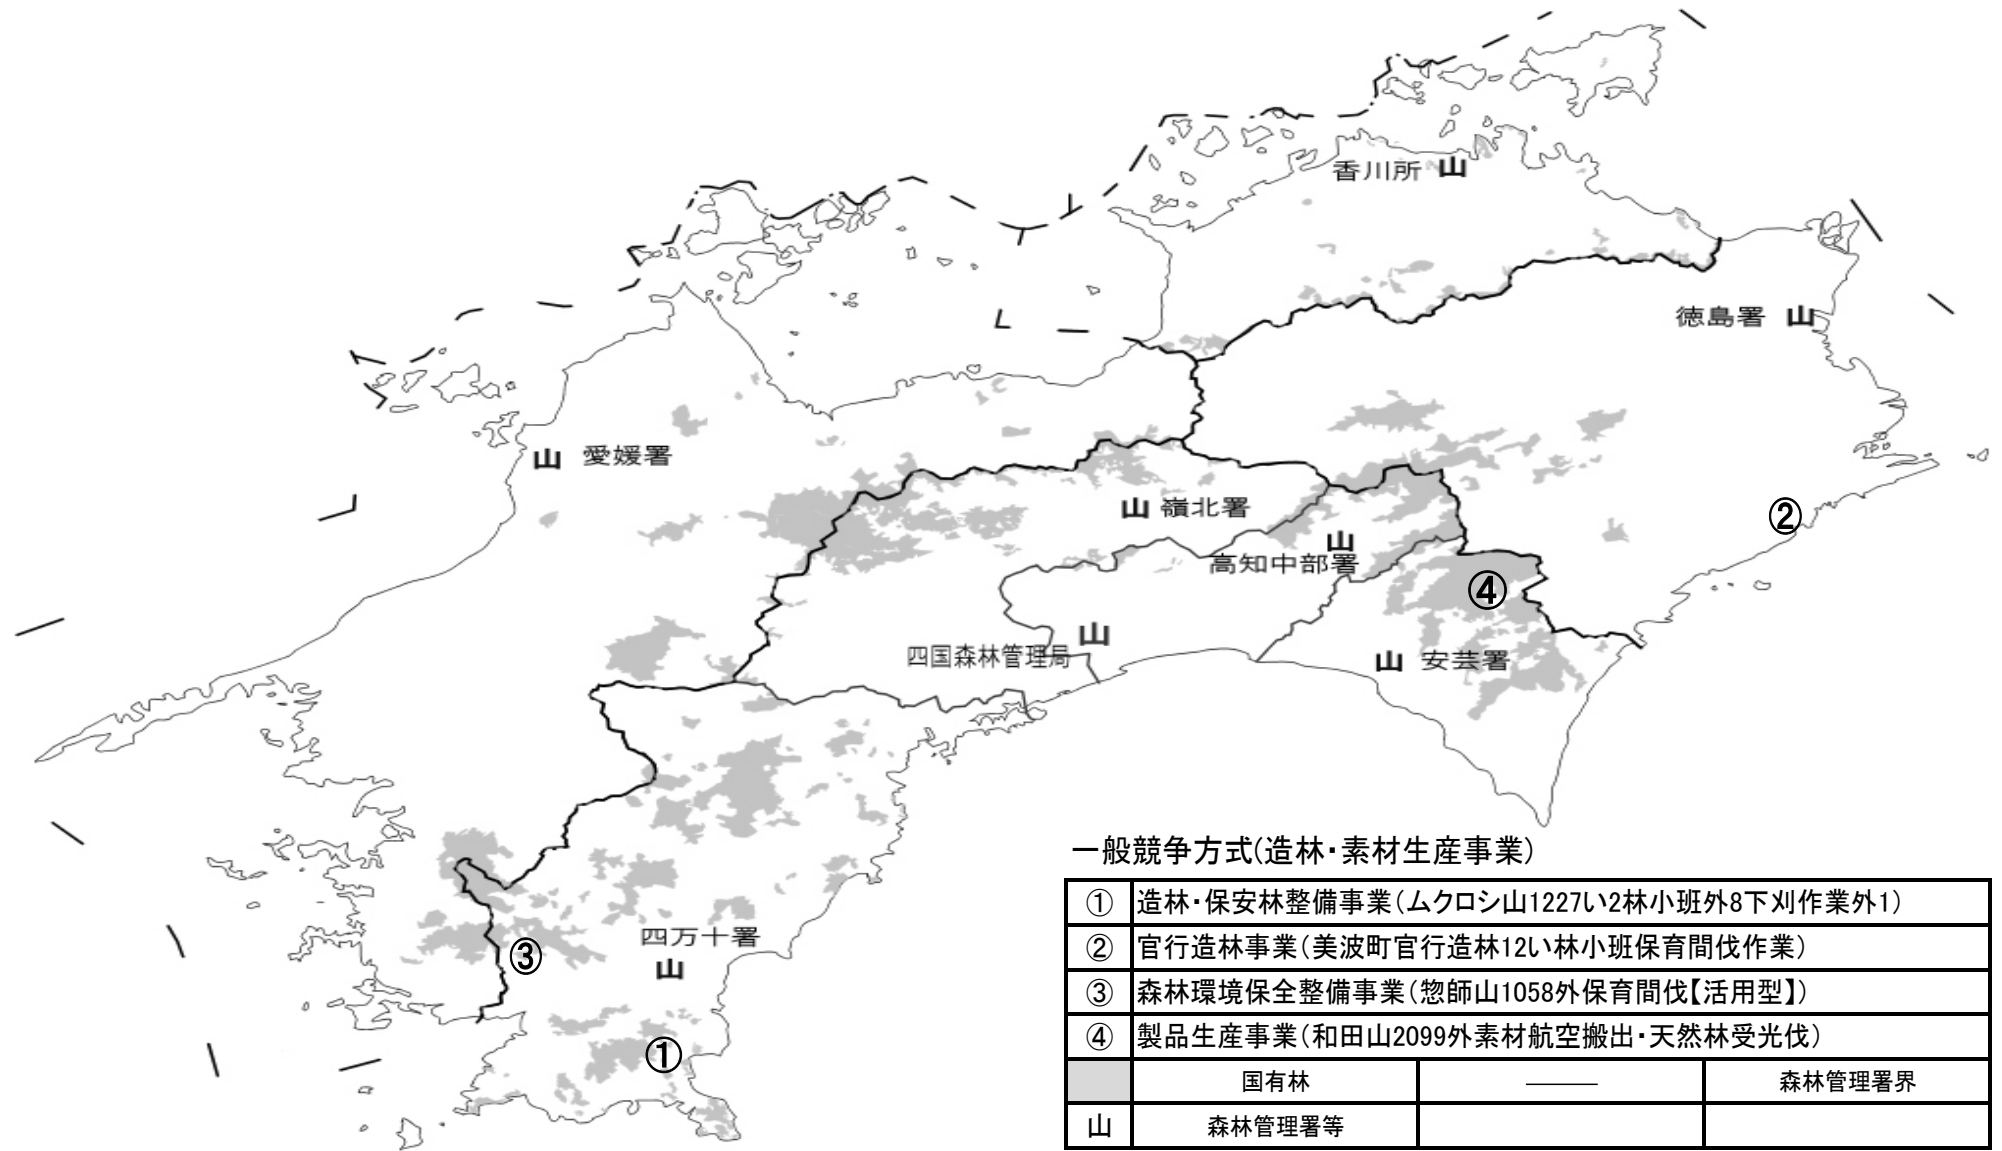 香川所 山
徳島署 山
山 愛媛署
山 嶺北署
②
山
高知中部署
④
山
四国森林管理局
山 安芸署
③
四万十署
山
①
一般競争方式(造林・素材生産事業)
① 造林・保安林整備事業(ムクロシ山1227い2林小班外8下刈作業外1)
② 官行造林事業(美波町官行造林12い林小班保育間伐作業)
③ 森林環境保全整備事業(惣師山1058外保育間伐【活用型】)
④ 製品生産事業(和田山2099外素材航空搬出・天然林受光伐)
国有林 森林管理署界
山 森林管理署等